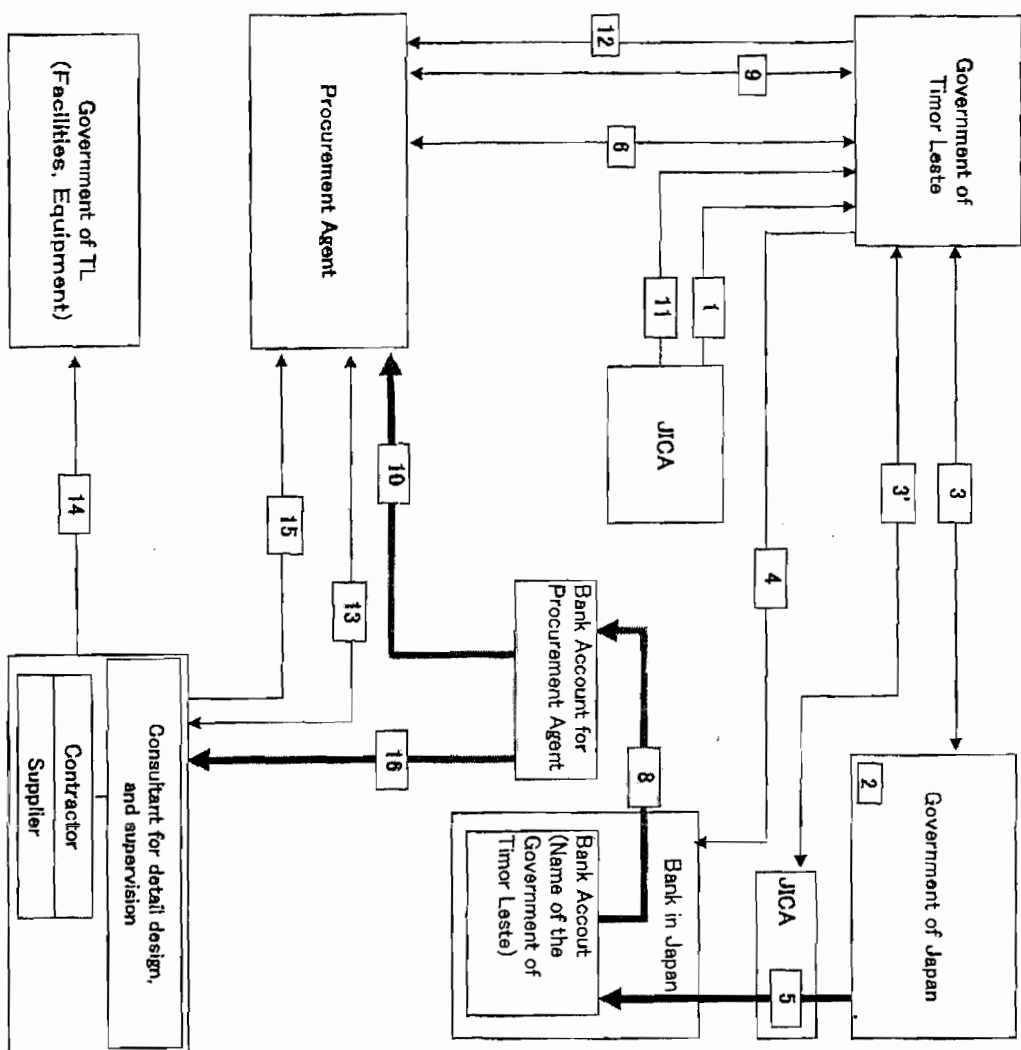 Government of
Timor Leste
3
2
Government of Japan
3'
JICA
4
5
1
JICA
11
Bank in Japan
Bank Accout
(Name of the
Government of
Timor Leste)
6
8
9
Bank Account for
Procurement Agent
12
10
Procurement Agent
13
16
15
Consultant for detail design,
and supervision
Contractor
Supplier
14
Government of TL
(Facilities, Equipment)